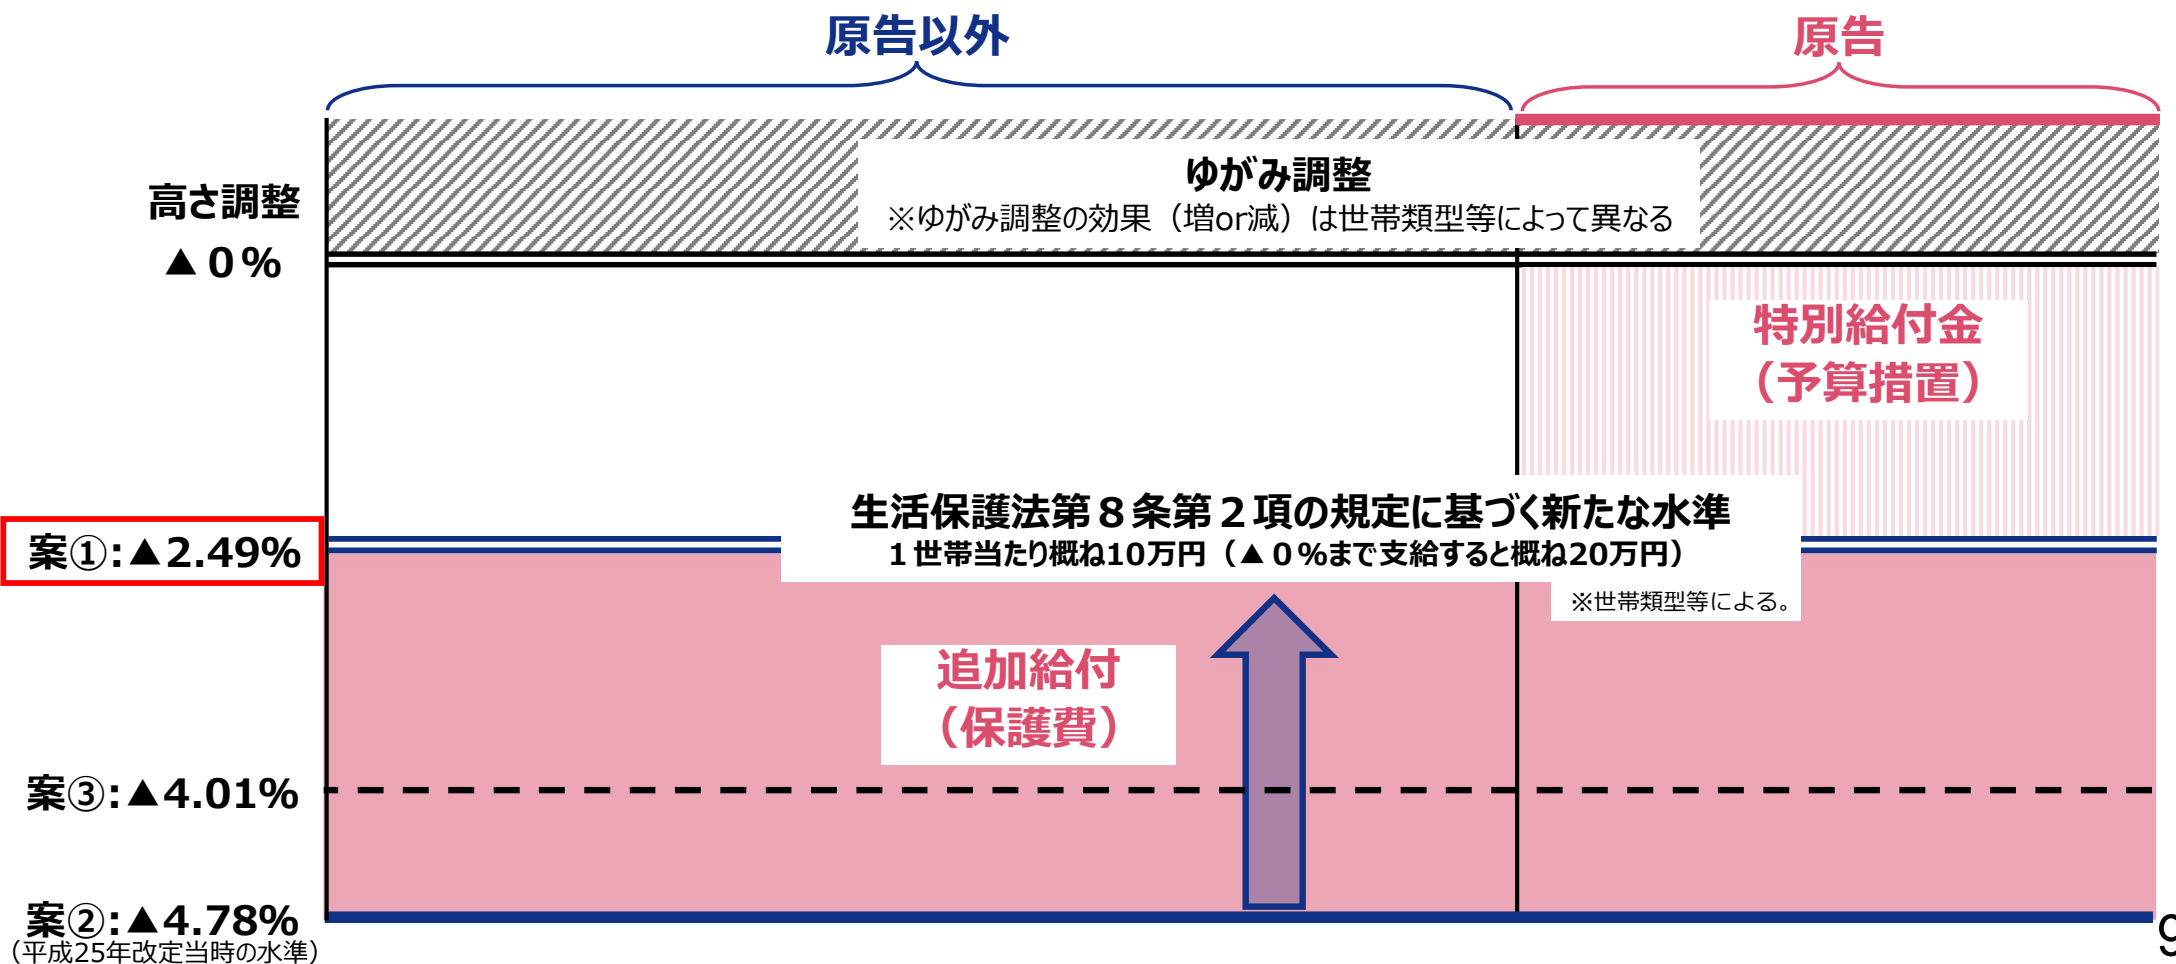 原告以外
原告
ゆがみ調整
※ゆがみ調整の効果（増or減）は世帯類型等によって異なる
高さ調整
▲０％
特別給付金
（予算措置）
生活保護法第８条第２項の規定に基づく新たな水準
１世帯当たり概ね10万円（▲０％まで支給すると概ね20万円）
※世帯類型等による。
案①:▲2.49%
追加給付
（保護費）
案③:▲4.01%
案②:▲4.78%
（平成25年改定当時の水準）
9